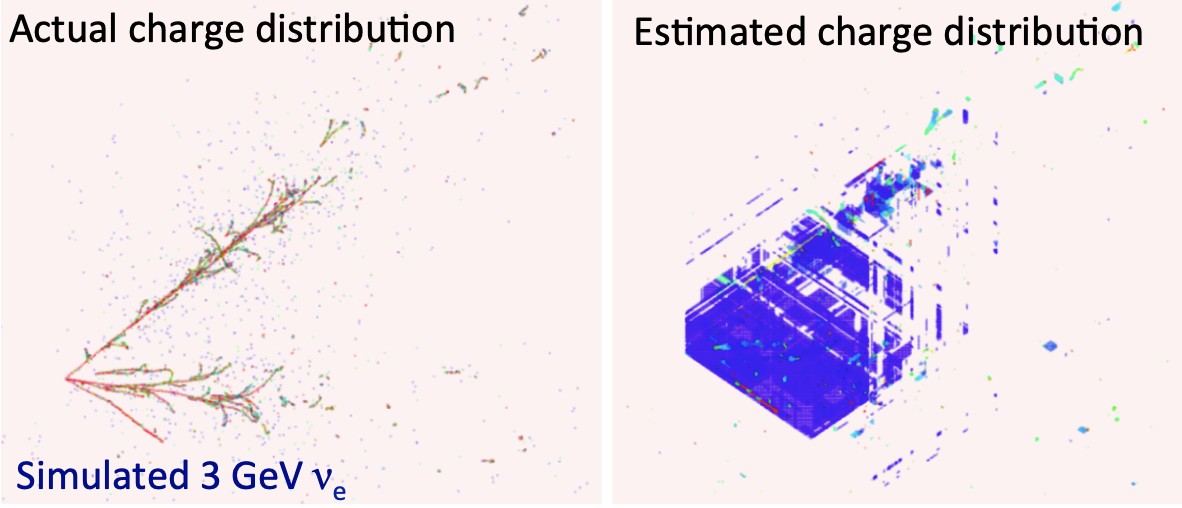 Actual charge distribution
Estimated charge distribution
Simulated 3 GeV νe